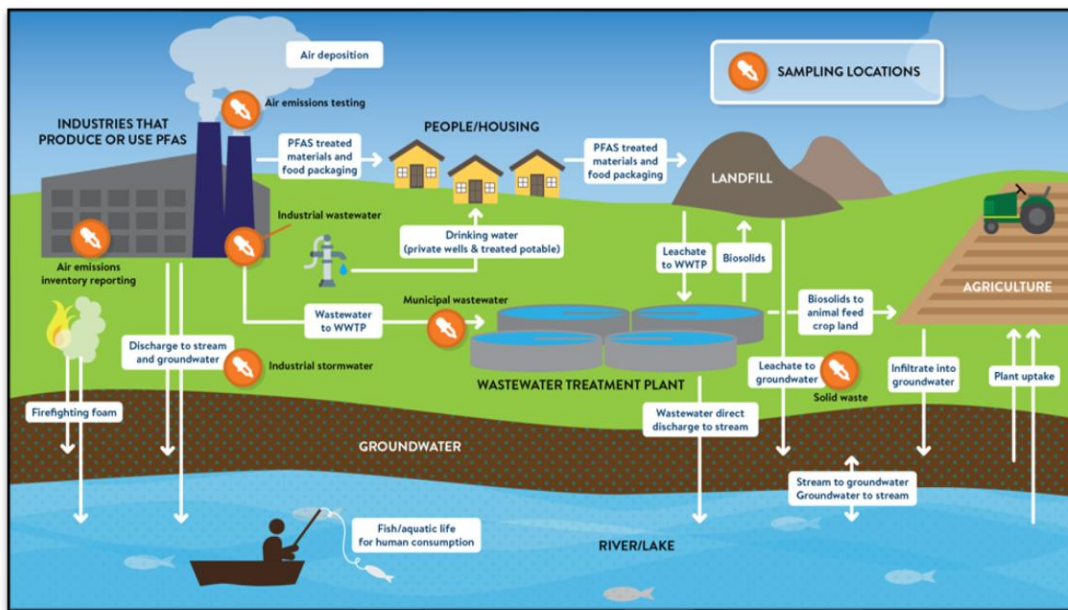 Air deposition
SAMPLING LOCATIONS
Air emissions testing
INDUSTRIES THAT
PRODUCE OR USE PFAS
PEOPLE/HOUSING
PFAS treated
materials and
food packaging
PFAS treated
materials and
food packaging
LANDFILL
Industrial wastewater
Drinking water
(private wells & treated potable)
Leachate
to WWTP
Biosolids
Air emissions
inventory reporting
AGRICULTURE
Municipal wastewater
Wastewater
to WWTP
Biosolids to
animal feed
crop land
Discharge to stream
and groundwater
Industrial stormwater
WASTEWATER TREATMENT PLANT
Leachate to
groundwater
Solid waste
Infiltrate into
groundwater
Plant uptake
Firefighting foam
Wastewater direct
discharge to stream
GROUNDWATER
Stream to groundwater
Groundwater to stream
Fish/aquatic life
for human consumption
RIVER/LAKE